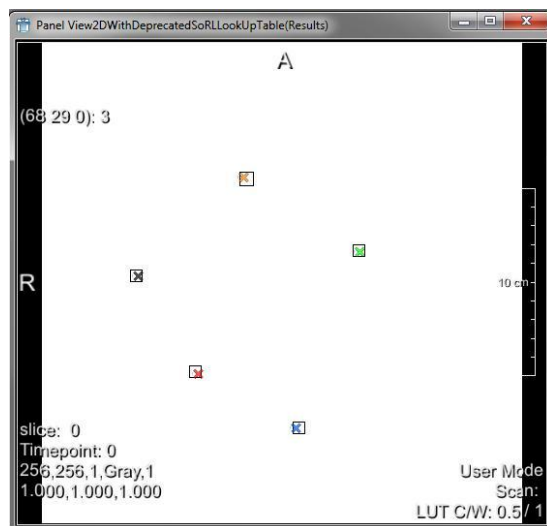 Panel View2DWithDeprecatedSoRLLookUpTable(Results)
A
(68 29 0): 3
R
10 cm
slice: 0
Timepoint: 0
256,256,1,Gray,1
1.000,1.000,1.000
User Mode
Scan:
LUT C/W: 0.5 / 1